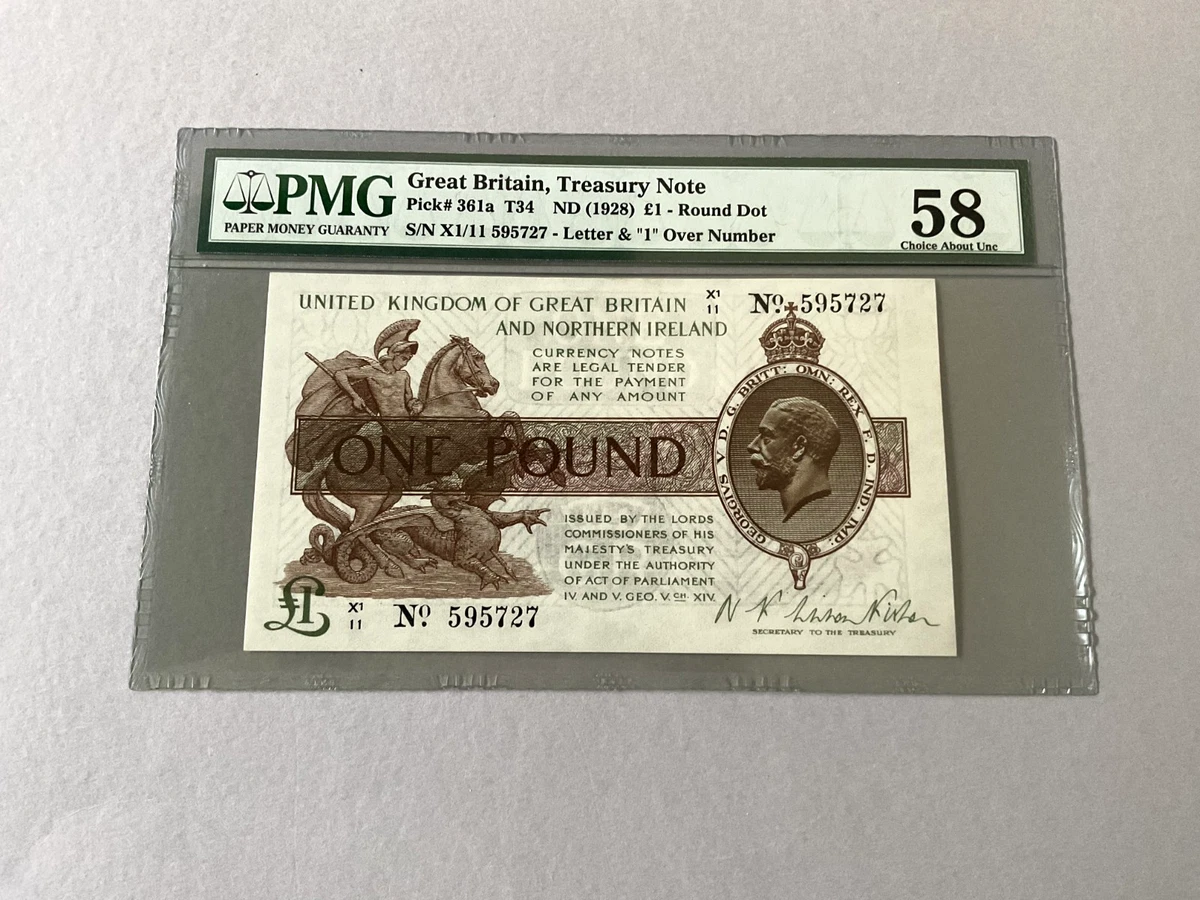 PMG
PAPER MONEY GUARANTY
Great Britain, Treasury Note
Pick# 361a T34 ND (1928) £1 - Round Dot
S/N X1/11 595727 - Letter & "1" Over Number
58
Choice About Unc
UNITED KINGDOM OF GREAT BRITAIN
AND NORTHERN IRELAND
X1
11
No. 595727
CURRENCY NOTES
ARE LEGAL TENDER
FOR THE PAYMENT
OF ANY AMOUNT
ONE POUND
GEORGIVS V D. G. BRITT: OMN: REX F. D. IND: IMP:
ISSUED BY THE LORDS
COMMISSIONERS OF HIS
MAJESTY'S TREASURY
UNDER THE AUTHORITY
OF ACT OF PARLIAMENT
IV. AND V. GEO. V. CH. XIV.
£1
X1
11
No. 595727
SECRETARY TO THE TREASURY